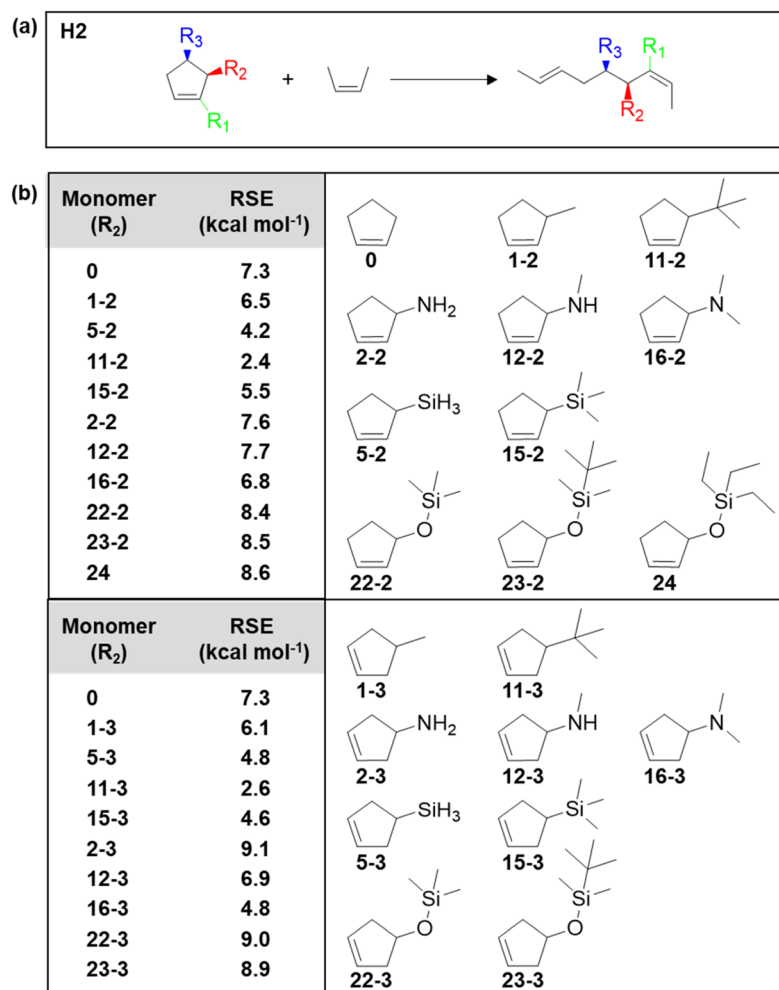 (a) H2
R3
R2
R1
+
R3
R1
R2
(b) Monomer (R2) RSE (kcal mol⁻¹)
0 7.3
1-2 6.5
5-2 4.2
11-2 2.4
15-2 5.5
2-2 7.6
12-2 7.7
16-2 6.8
22-2 8.4
23-2 8.5
24 8.6
0 1-2 11-2
NH2 NH N
2-2 12-2 16-2
SiH3 Si
5-2 15-2
Si Si Si
O O O
22-2 23-2 24
Monomer (R2) RSE (kcal mol⁻¹)
0 7.3
1-3 6.1
5-3 4.8
11-3 2.6
15-3 4.6
2-3 9.1
12-3 6.9
16-3 4.8
22-3 9.0
23-3 8.9
1-3 11-3
NH2 NH N
2-3 12-3 16-3
SiH3 Si
5-3 15-3
Si Si
O O
22-3 23-3